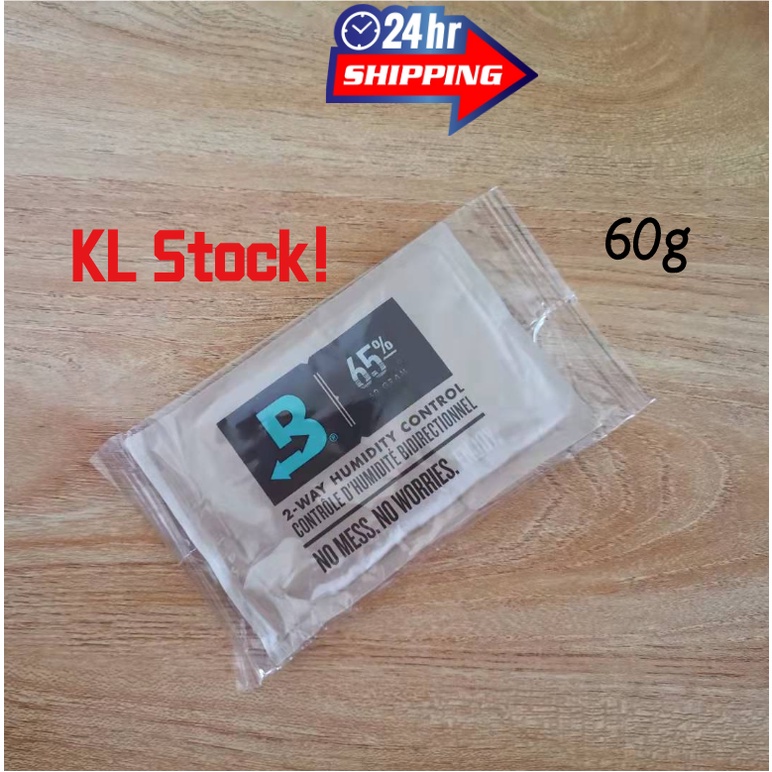 24hr
SHIPPING
KL Stock!
60g
B®
65%
2-WAY HUMIDITY CONTROL
CONTRÔLE D'HUMIDITÉ BIDIRECTIONNEL
NO MESS. NO WORRIES.